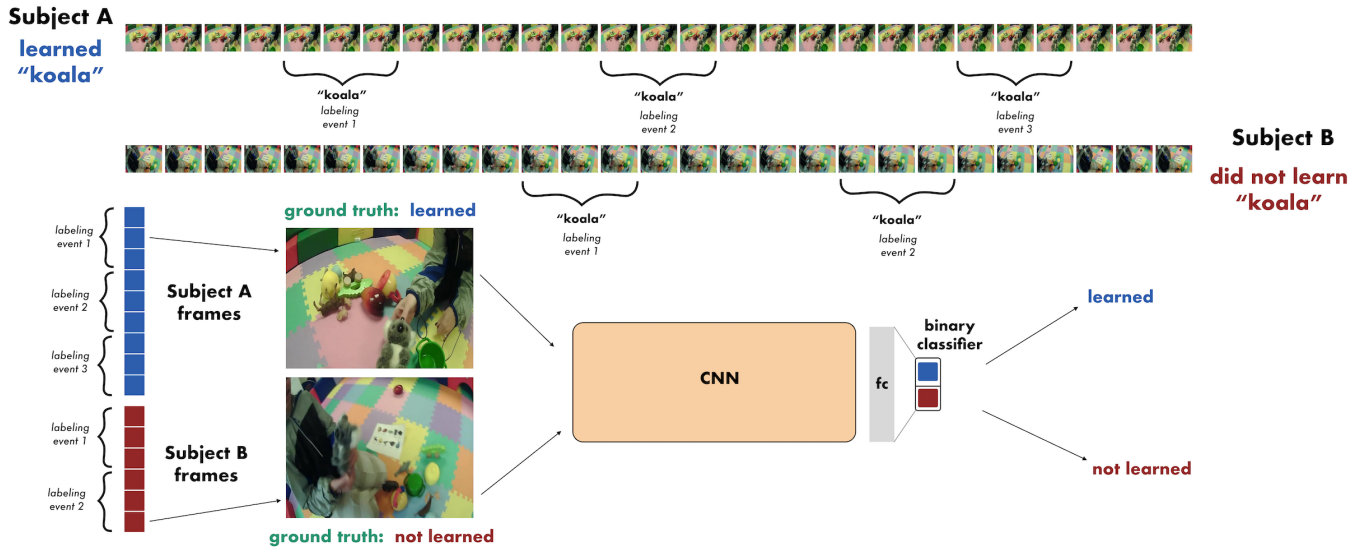 Subject A
learned
“koala”
“koala”
labeling
event 1
“koala”
labeling
event 2
“koala”
labeling
event 3
Subject B
did not learn
“koala”
“koala”
labeling
event 1
“koala”
labeling
event 2
ground truth: learned
labeling
event 1
labeling
event 2
labeling
event 3
Subject A
frames
labeling
event 1
labeling
event 2
Subject B
frames
ground truth: not learned
CNN
fc
binary
classifier
learned
not learned